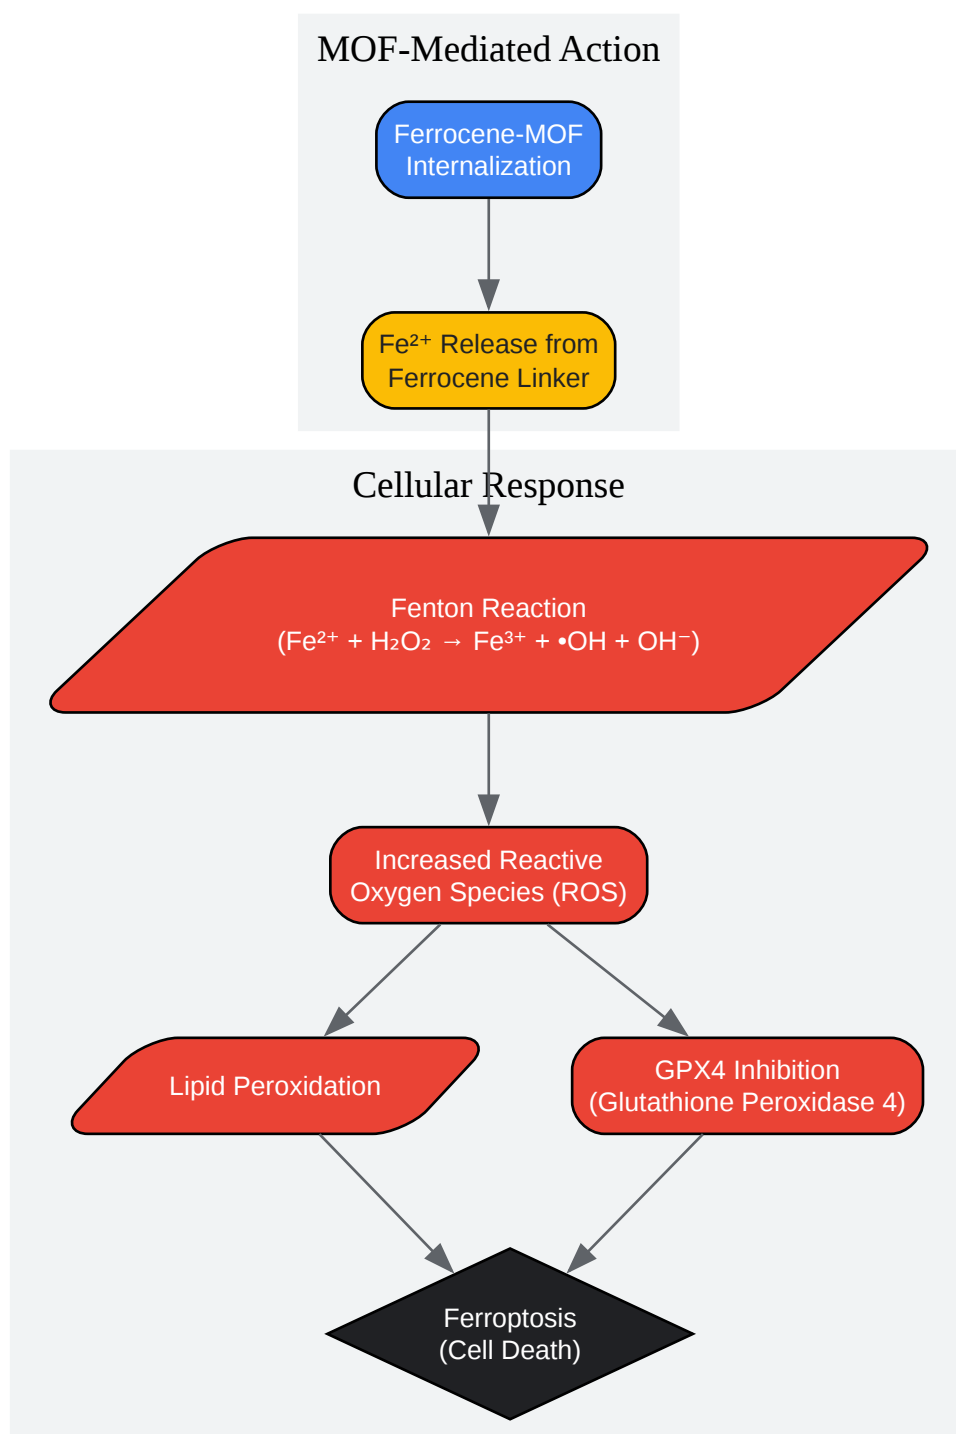 MOF-Mediated Action
Ferrocene-MOF
Internalization
Fe²⁺ Release from
Ferrocene Linker
Cellular Response
Fenton Reaction
(Fe²⁺ + H₂O₂ → Fe³⁺ + •OH + OH⁻)
Increased Reactive
Oxygen Species (ROS)
Lipid Peroxidation
GPX4 Inhibition
(Glutathione Peroxidase 4)
Ferroptosis
(Cell Death)